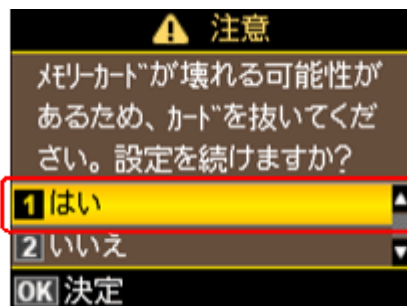 注意
ﾒﾓﾘｰｶｰﾄﾞが壊れる可能性が
あるため、ｶｰﾄﾞを抜いてくだ
さい。設定を続けますか?
1 はい
2 いいえ
OK 決定